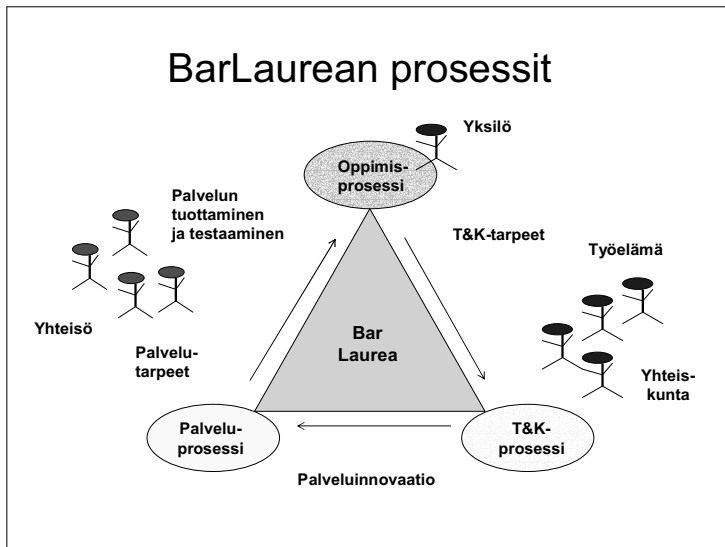 BarLaurean prosessit
Yksilö
Oppimis-
prosessi
Palvelun
tuottaminen
ja testaaminen
T&K-tarpeet
Työelämä
Yhteisö
Bar
Laurea
Palvelu-
tarpeet
Yhteis-
kunta
Palvelu-
prosessi
T&K-
prosessi
Palveluinnovaatio